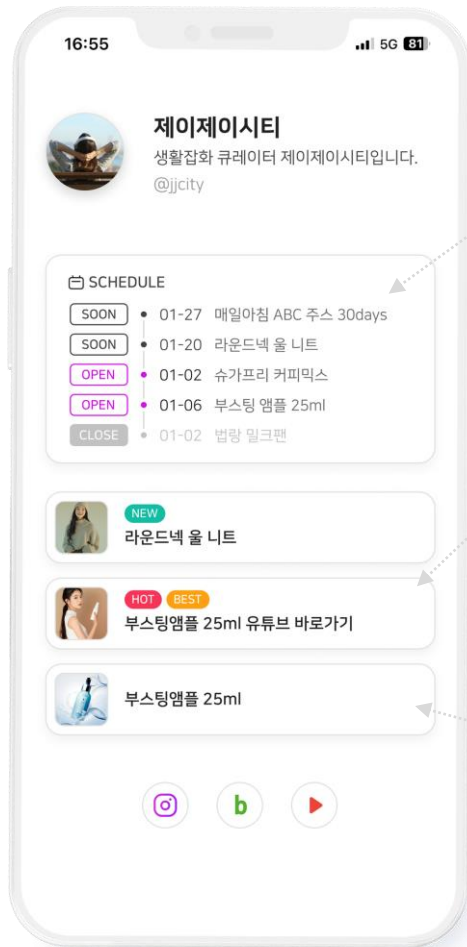 16:55 5G 81
제이제이시티
생활잡화 큐레이터 제이제이시티입니다.
@jjcity
SCHEDULE
SOON 01-27 매일아침 ABC 주스 30days
SOON 01-20 라운드넥 울 니트
OPEN 01-02 슈가프리 커피믹스
OPEN 01-06 부스팅 앰플 25ml
CLOSE 01-02 법랑 밀크팬
NEW
라운드넥 울 니트
HOT BEST
부스팅앰플 25ml 유튜브 바로가기
부스팅앰플 25ml
b